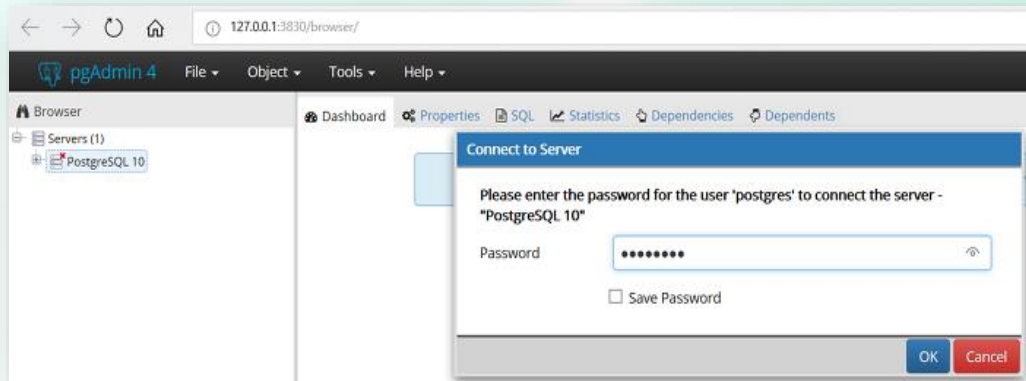 127.0.0.1:3830/browser/
pgAdmin 4 File Object Tools Help
Browser
Dashboard Properties SQL Statistics Dependencies Dependents
Servers (1)
PostgreSQL 10
Connect to Server
Please enter the password for the user 'postgres' to connect the server -
"PostgreSQL 10"
Password ••••••••
Save Password
OK Cancel